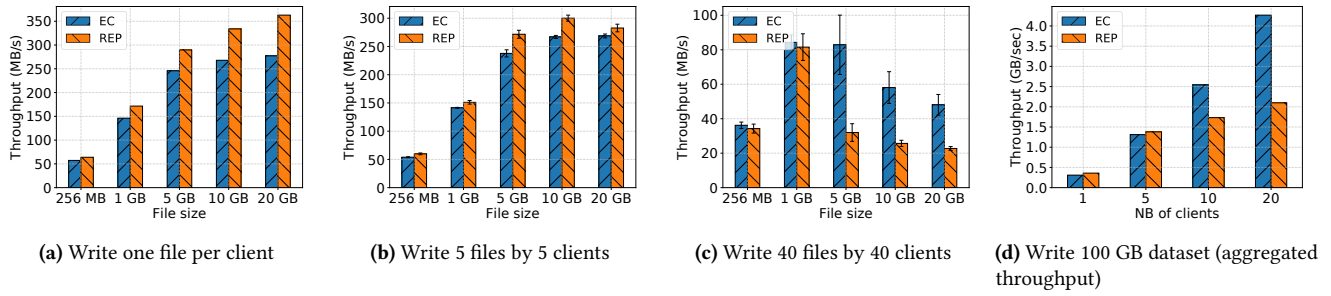 350
300
250
200
150
100
50
0
Throughput (MB/s)
EC
REP
256 MB 1 GB 5 GB 10 GB 20 GB
File size
(a) Write one file per client
300
250
200
150
100
50
0
Throughput (MB/s)
EC
REP
256 MB 1 GB 5 GB 10 GB 20 GB
File size
(b) Write 5 files by 5 clients
100
80
60
40
20
0
Throughput (MB/s)
EC
REP
256 MB 1 GB 5 GB 10 GB 20 GB
File size
(c) Write 40 files by 40 clients
4.0
3.5
3.0
2.5
2.0
1.5
1.0
0.5
0.0
Throughput (GB/sec)
EC
REP
1 5 10 20
NB of clients
(d) Write 100 GB dataset (aggregated
throughput)